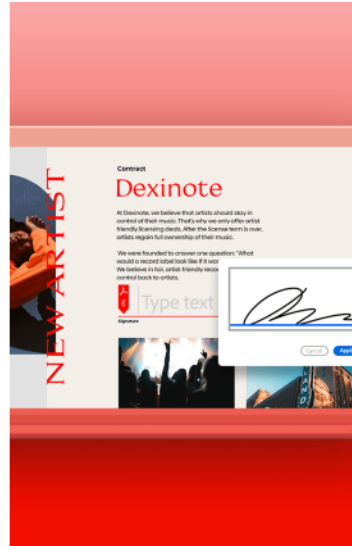 NEW ARTIST
Contract
Dexinote
At Dexinote, we believe that artists should stay in
control of their music. That's why we only offer artist
friendly licensing deals. After the license term is over,
artists regain full ownership of their music.
We were founded to answer one question: "What
would a record label look like if it wer
We believe in fair, artist friendly reco
control back to artists.
Type text
Signature
Cancel
Appl